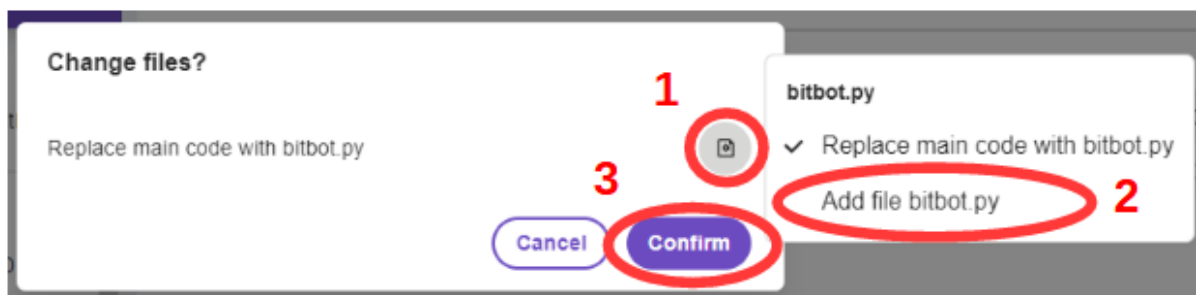 Change files?
1
bitbot.py
Replace main code with bitbot.py
Replace main code with bitbot.py
3
Add file bitbot.py
2
Cancel
Confirm